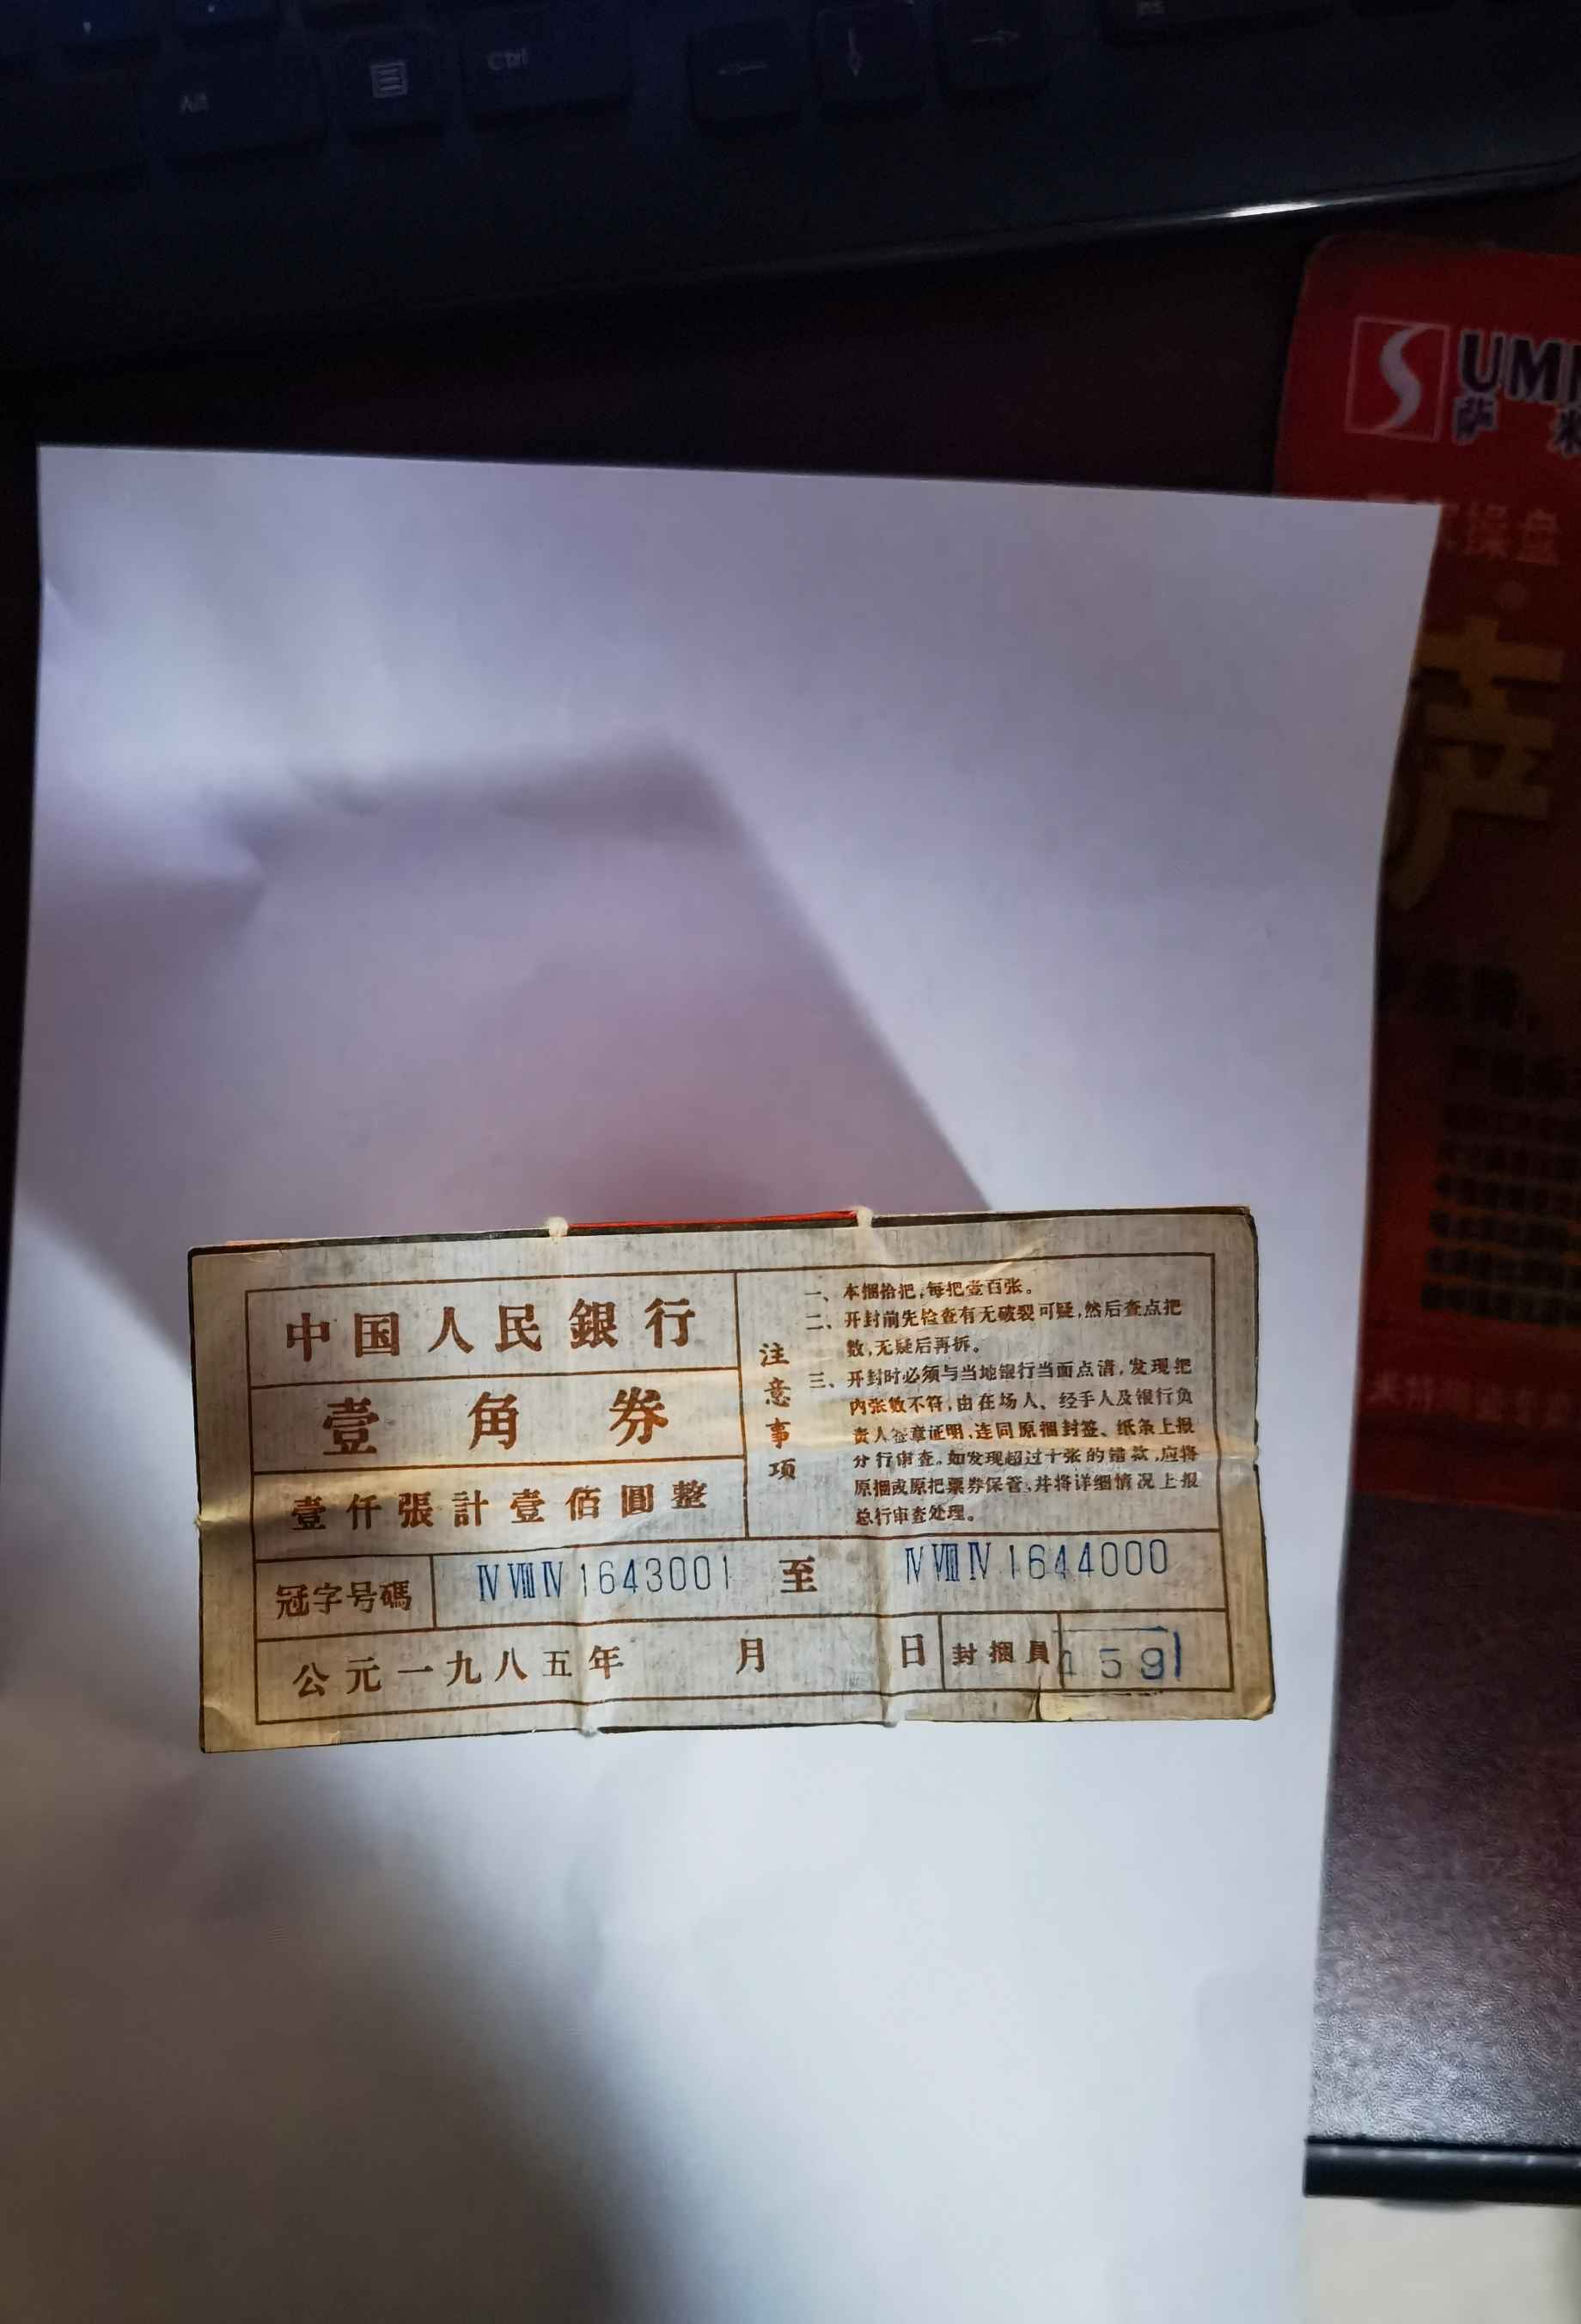 Alt
Ctrl
UMI
萨 米
操盘
中国人民銀行
壹角券
壹仟張計壹佰圓整
注意事项
一、本捆拾把,每把壹百张。
二、开封前先检查有无破裂可疑,然后查点把
数,无疑后再拆。
三、开封时必须与当地银行当面点清,发现把
内张数不符,由在场人、经手人及银行负
责人签章证明,连同原捆封签、纸条上报
分行审查。如发现超过十张的错款,应将
原捆或原把票券保管,并将详细情况上报
总行审查处理。
冠字号碼 ⅣⅧⅣ1643001 至 ⅣⅧⅣ1644000
公元一九八五年 月 日 封捆員 159